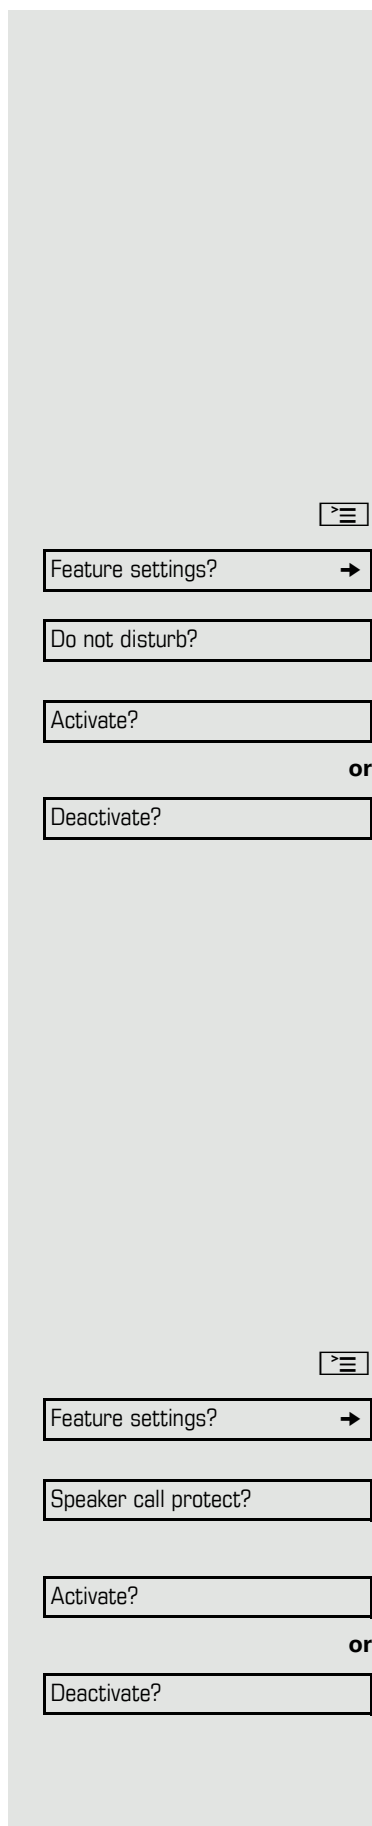 Feature settings? →
Do not disturb?
Activate?
or
Deactivate?
Feature settings? →
Speaker call protect?
Activate?
or
Deactivate?